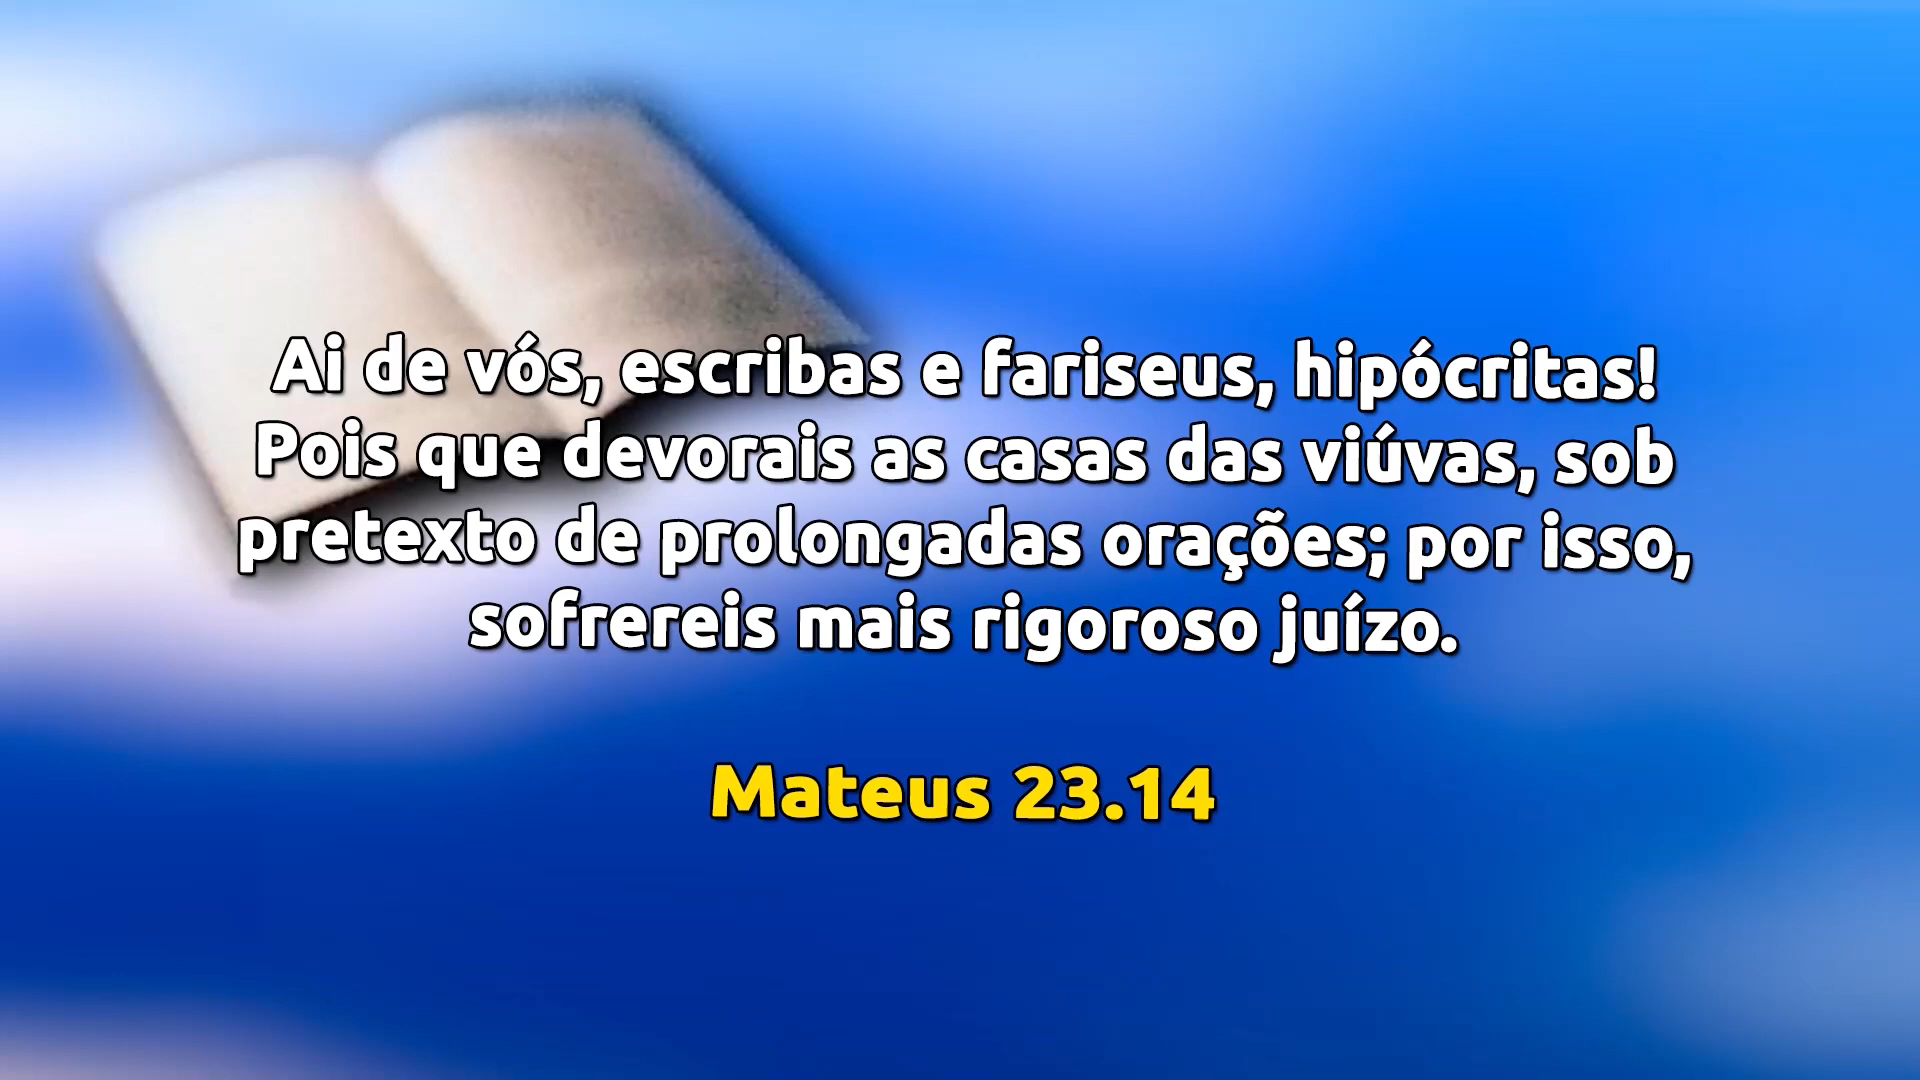 Ai de vós, escribas e fariseus, hipócritas!
Pois que devorais as casas das viúvas, sob
pretexto de prolongadas orações; por isso,
sofrereis mais rigoroso juízo.
Mateus 23.14